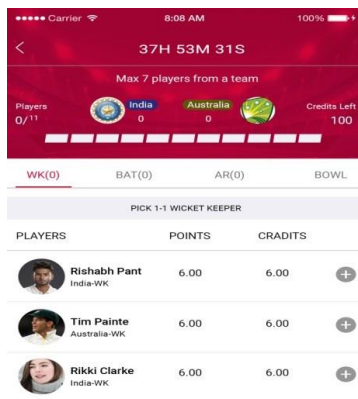 Carrier 8:08 AM 100%
37H 53M 31S
Max 7 players from a team
Players India Australia Credits Left
0/11 0 0 100
WK(0) BAT(0) AR(0) BOWL
PICK 1-1 WICKET KEEPER
PLAYERS POINTS CRADITS
Rishabh Pant 6.00 6.00
India-WK
Tim Painte 6.00 6.00
Australia-WK
Rikki Clarke 6.00 6.00
India-WK